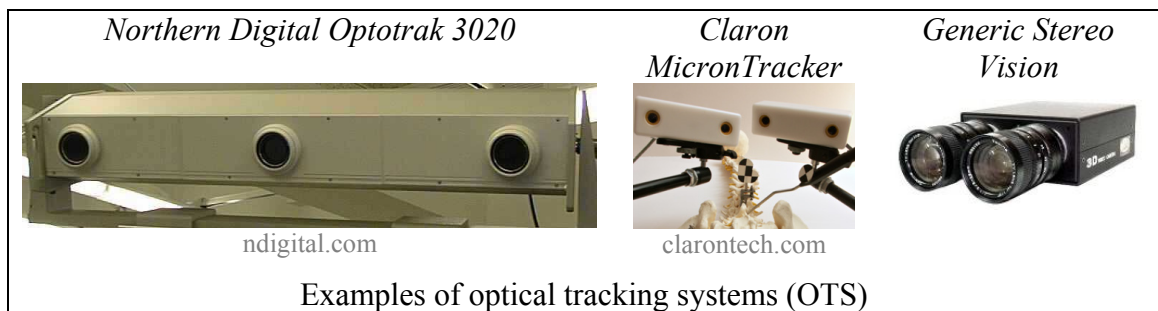 Northern Digital Optotrak 3020
Claron
MicronTracker
Generic Stereo
Vision
ndigital.com
clarontech.com
3D
Examples of optical tracking systems (OTS)